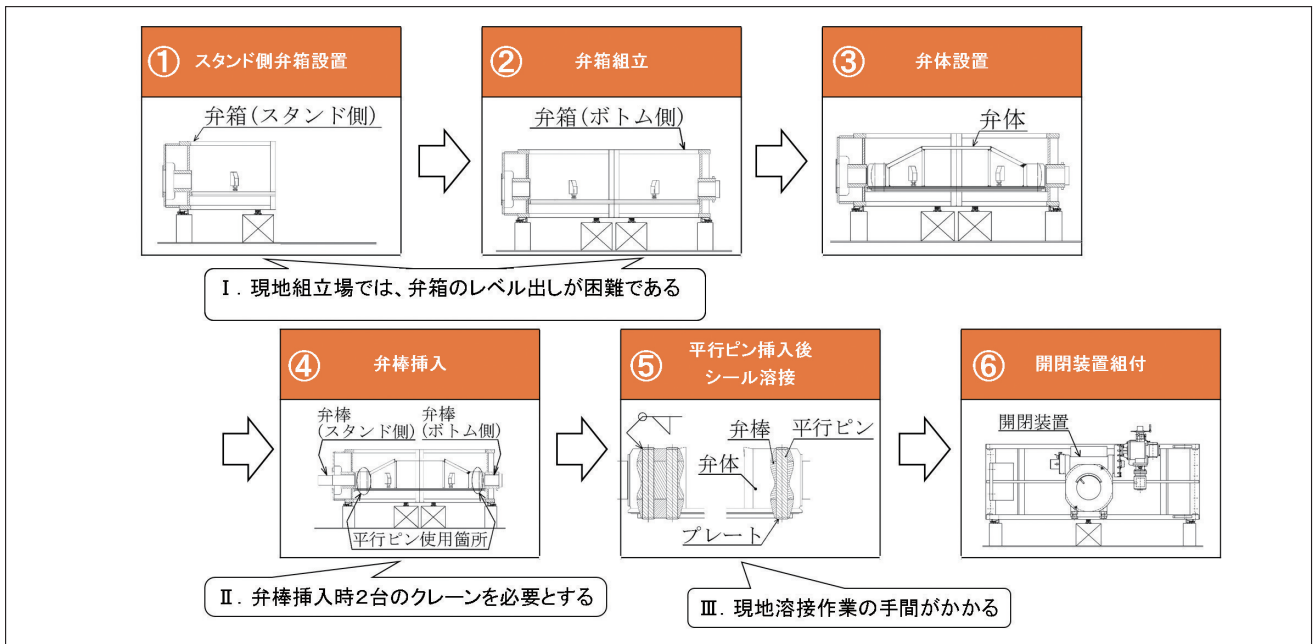 ① スタンド側弁箱設置
弁箱(スタンド側)
② 弁箱組立
弁箱(ボトム側)
③ 弁体設置
弁体
Ⅰ．現地組立場では、弁箱のレベル出しが困難である
④ 弁棒挿入
弁棒
(スタンド側)
弁棒
(ボトム側)
平行ピン使用箇所
⑤ 平行ピン挿入後
シール溶接
弁棒
平行ピン
弁体
プレート
⑥ 開閉装置組付
開閉装置
Ⅱ．弁棒挿入時2台のクレーンを必要とする
Ⅲ．現地溶接作業の手間がかかる